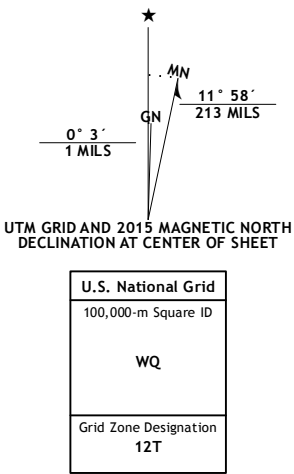 MN
GN
11° 58´
213 MILS
0° 3´
1 MILS
UTM GRID AND 2015 MAGNETIC NORTH
DECLINATION AT CENTER OF SHEET
U.S. National Grid
100,000-m Square ID
WQ
Grid Zone Designation
12T